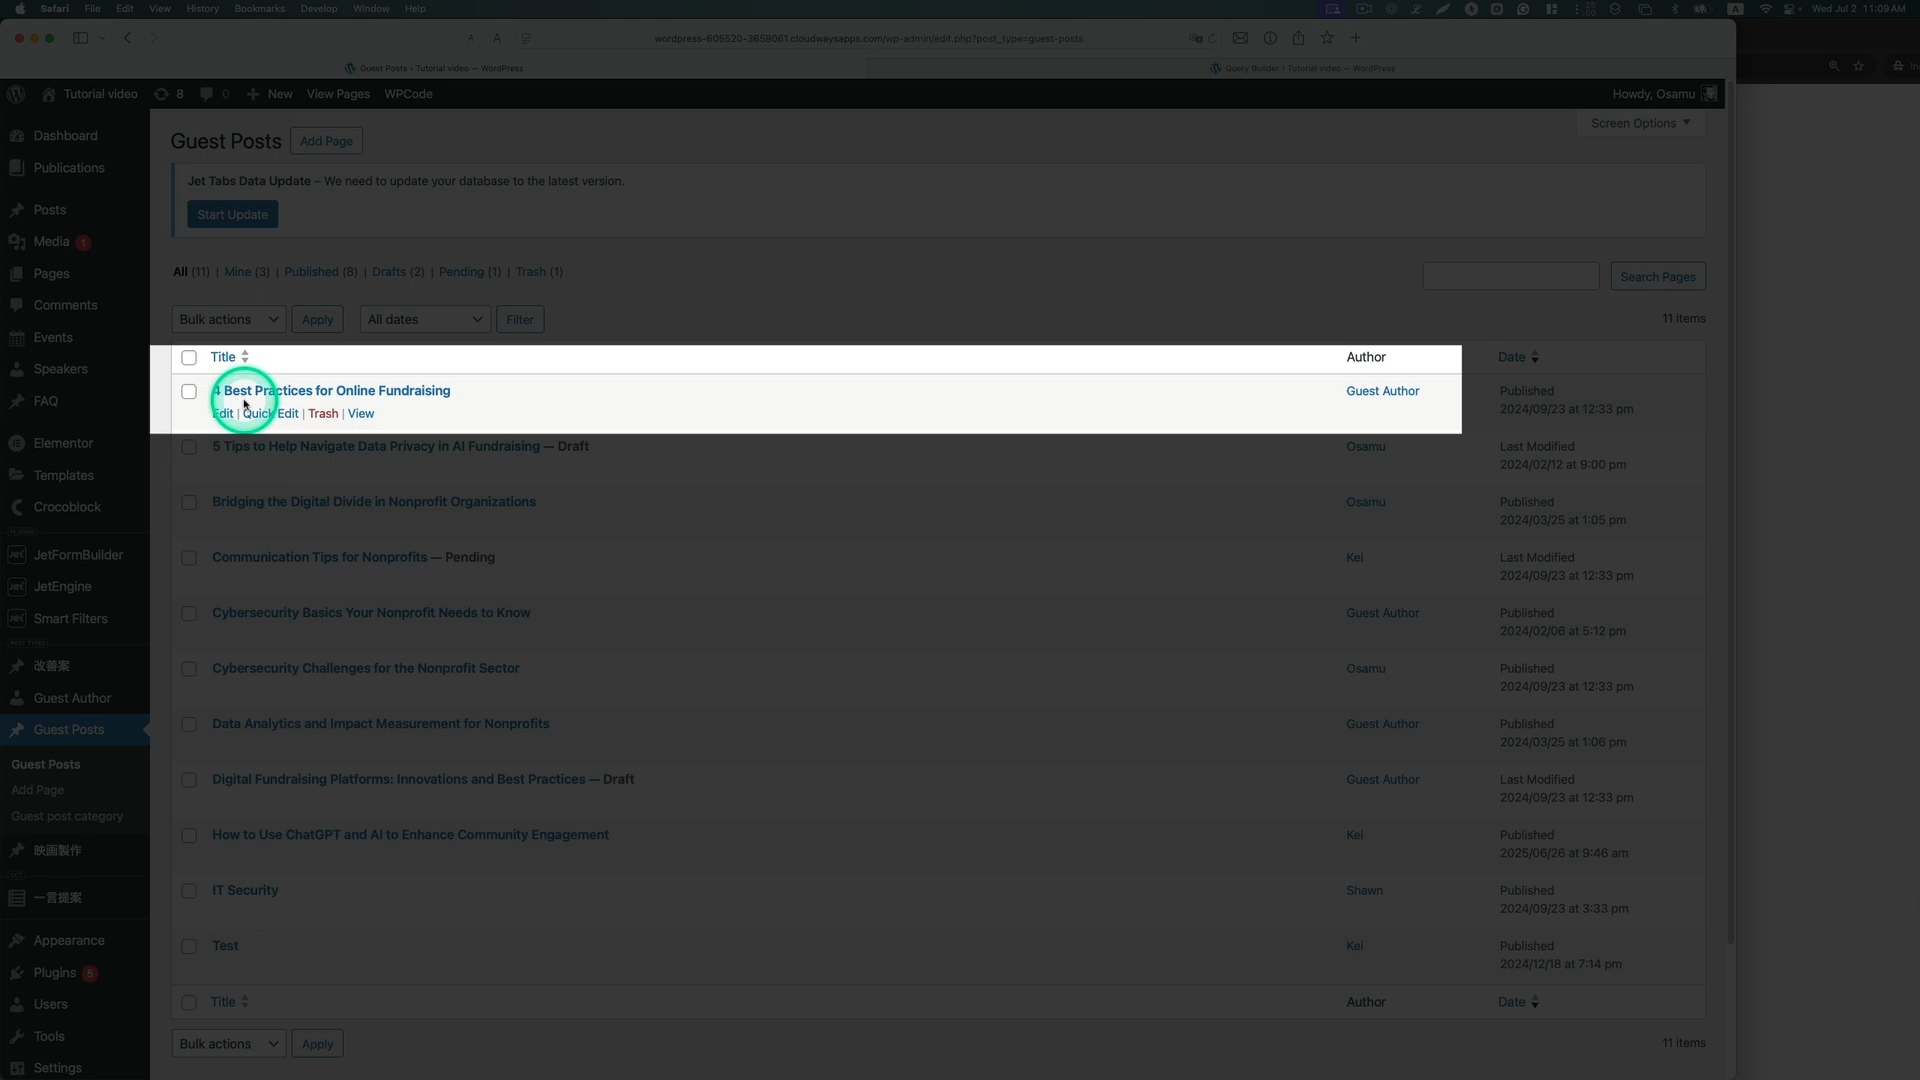 Safari File Edit View History Bookmarks Develop Window Help
Wed Jul 2 11:09 AM
wordpress-605520-3659061.cloudwaysapps.com/wp-admin/edit.php?post_type=guest-posts
Guest Posts ‹ Tutorial video — WordPress
Query Builder ‹ Tutorial video — WordPress
Tutorial video 8 0 New View Pages WPCode
Howdy, Osamu
Dashboard
Publications
Posts
Media 1
Pages
Comments
Events
Speakers
FAQ
Elementor
Templates
Crocoblock
JetFormBuilder
JetEngine
Smart Filters
POST TYPES
改善案
Guest Author
Guest Posts
Guest Posts
Add Page
Guest post category
映画製作
一言提案
Appearance
Plugins 5
Users
Tools
Settings
Screen Options
Guest Posts
Add Page
Jet Tabs Data Update – We need to update your database to the latest version.
Start Update
All (11) | Mine (3) | Published (8) | Drafts (2) | Pending (1) | Trash (1)
Search Pages
Bulk actions Apply All dates Filter
11 items
Title Author Date
4 Best Practices for Online Fundraising Guest Author Published
Edit | Quick Edit | Trash | View 2024/09/23 at 12:33 pm
5 Tips to Help Navigate Data Privacy in AI Fundraising — Draft Osamu Last Modified
2024/02/12 at 9:00 pm
Bridging the Digital Divide in Nonprofit Organizations Osamu Published
2024/03/25 at 1:05 pm
Communication Tips for Nonprofits — Pending Kei Last Modified
2024/09/23 at 12:33 pm
Cybersecurity Basics Your Nonprofit Needs to Know Guest Author Published
2024/02/06 at 5:12 pm
Cybersecurity Challenges for the Nonprofit Sector Osamu Published
2024/09/23 at 12:33 pm
Data Analytics and Impact Measurement for Nonprofits Guest Author Published
2024/03/25 at 1:06 pm
Digital Fundraising Platforms: Innovations and Best Practices — Draft Guest Author Last Modified
2024/09/23 at 12:33 pm
How to Use ChatGPT and AI to Enhance Community Engagement Kei Published
2025/06/26 at 9:46 am
IT Security Shawn Published
2024/09/23 at 3:33 pm
Test Kei Published
2024/12/18 at 7:14 pm
Title Author Date
Bulk actions Apply
11 items